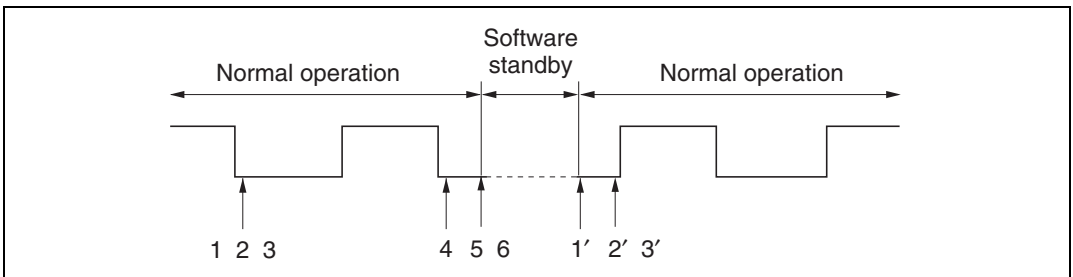 Software
standby
Normal operation
Normal operation
1 2 3
4 5 6
1′ 2′ 3′